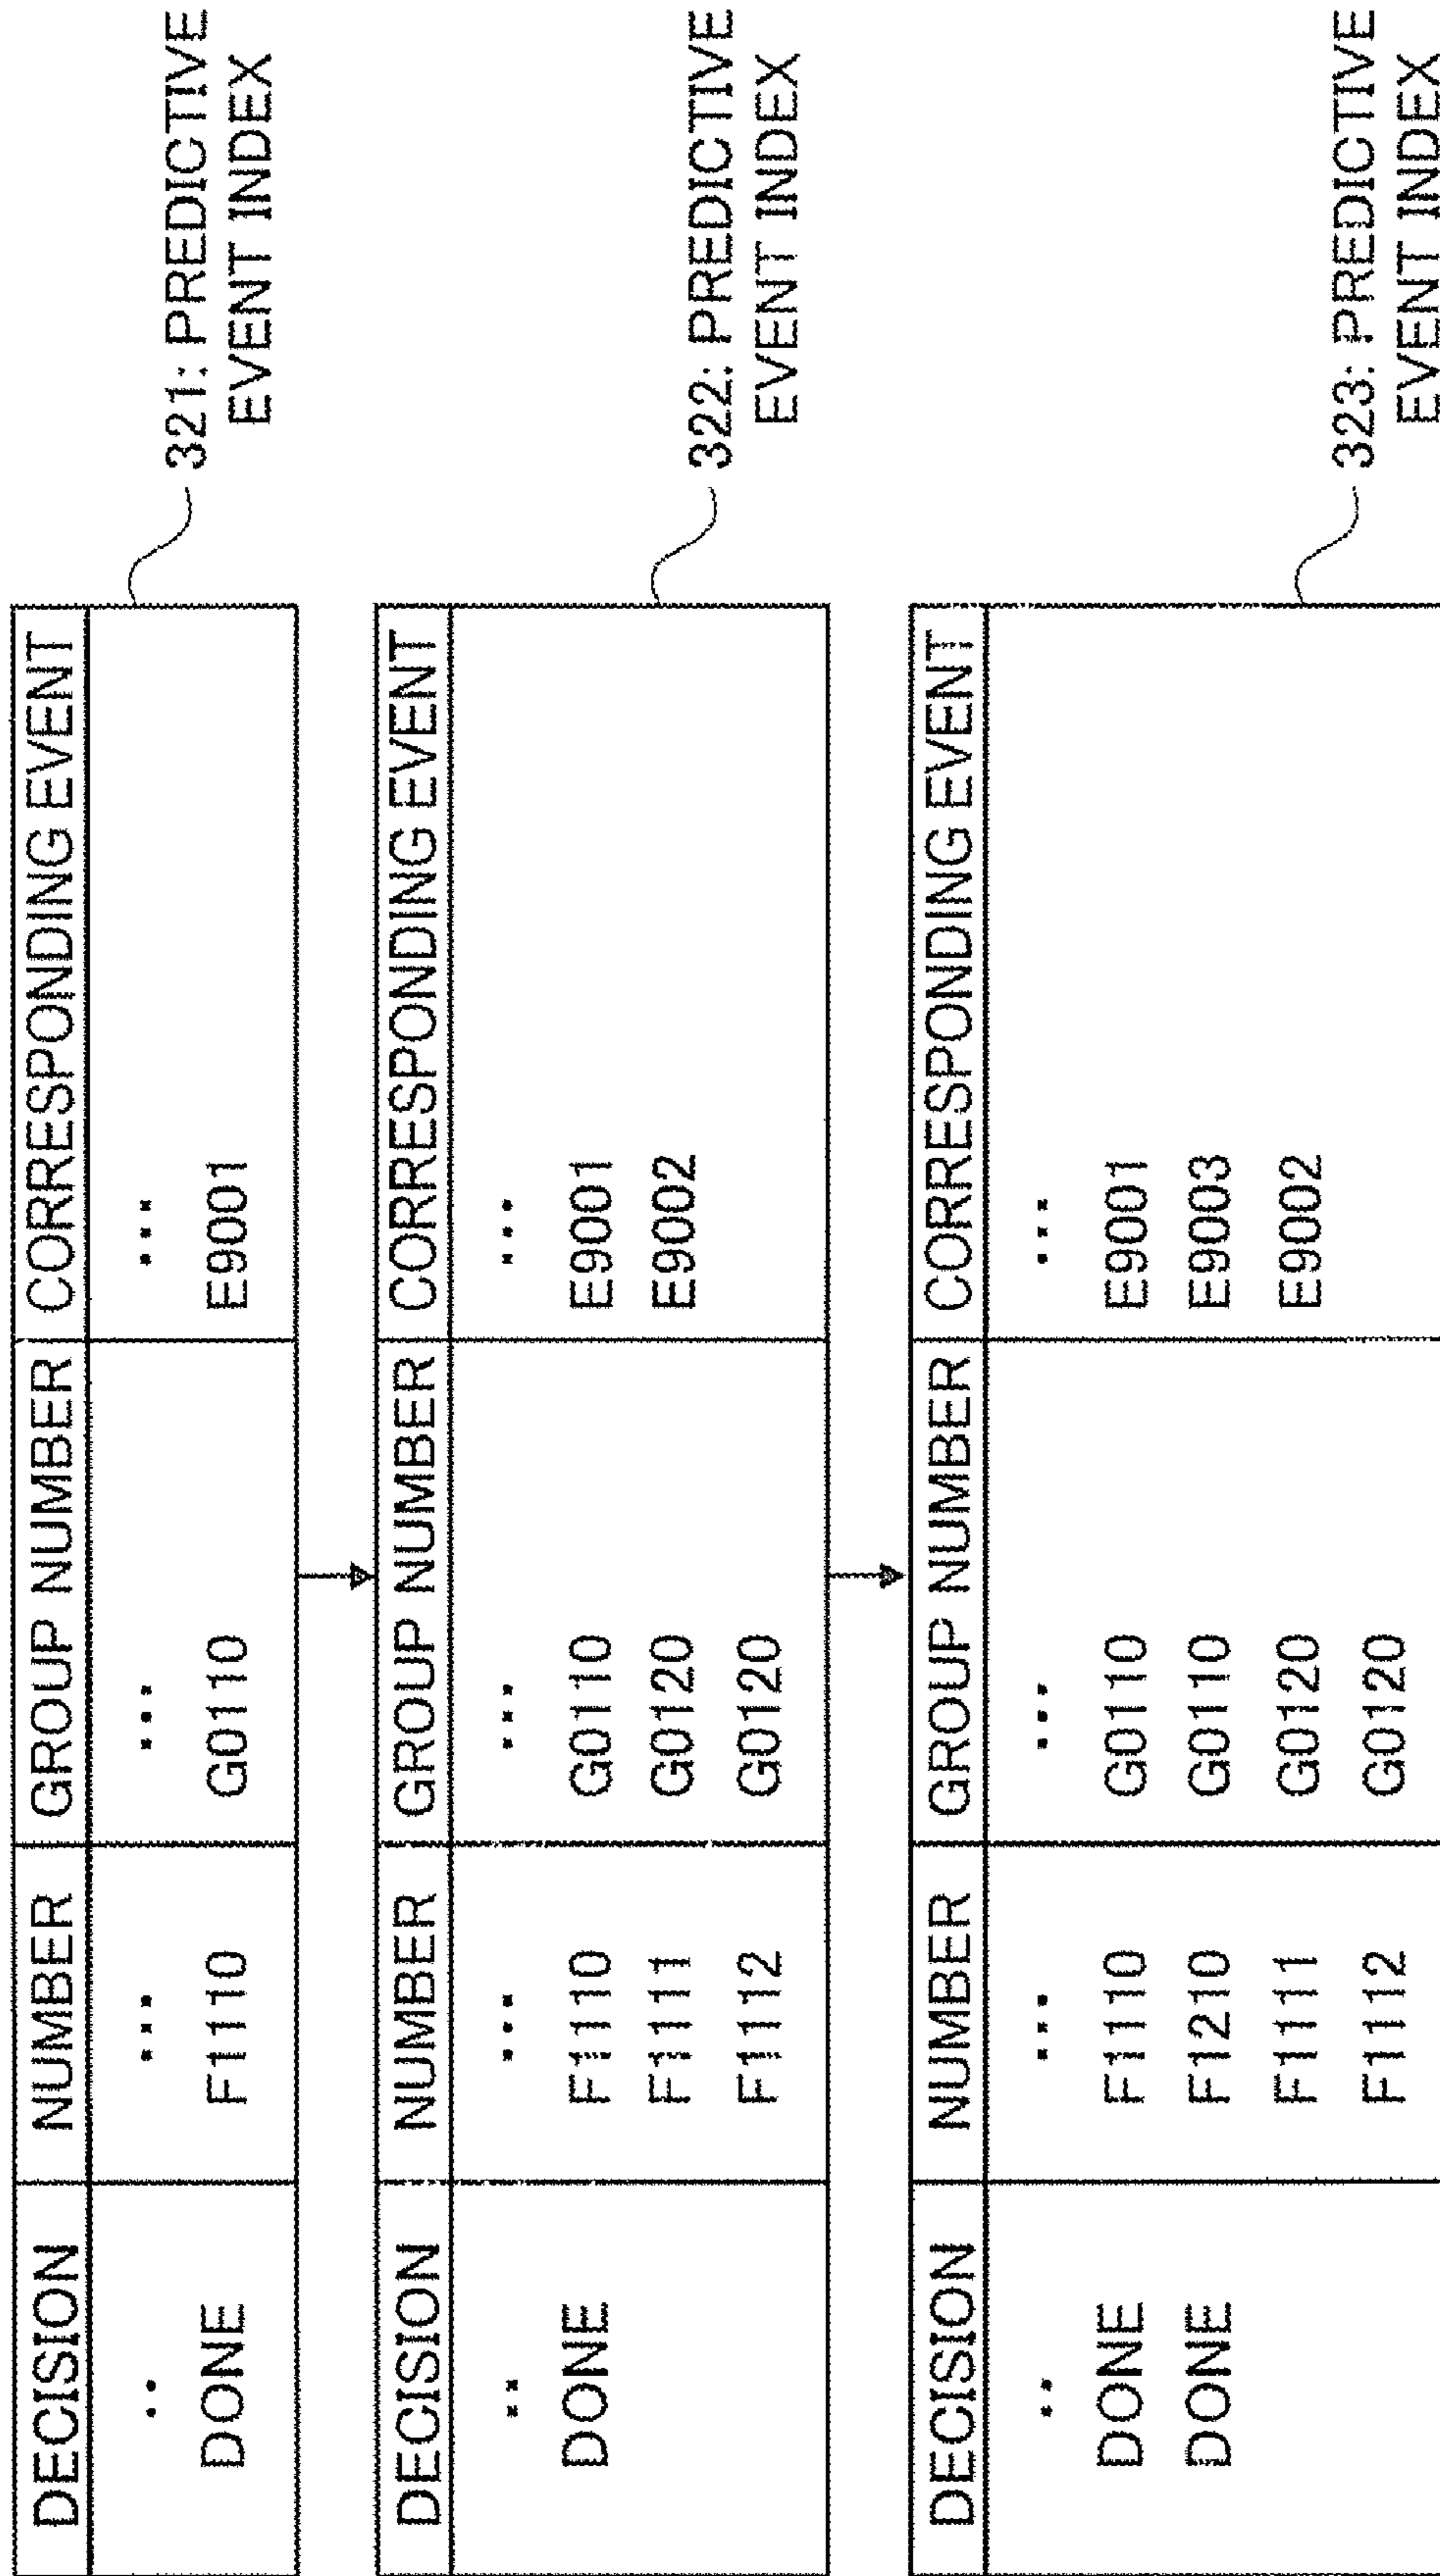 DECISION NUMBER GROUP NUMBER CORRESPONDING EVENT
•• ••• ••• •••
DONE F1110 G0110 E9001
321: PREDICTIVE
EVENT INDEX
DECISION NUMBER GROUP NUMBER CORRESPONDING EVENT
•• ••• ••• •••
DONE F1110 G0110 E9001
F1111 G0120 E9002
F1112 G0120
322: PREDICTIVE
EVENT INDEX
DECISION NUMBER GROUP NUMBER CORRESPONDING EVENT
•• ••• ••• •••
DONE F1110 G0110 E9001
DONE F1210 G0110 E9003
F1111 G0120 E9002
F1112 G0120
323: PREDICTIVE
EVENT INDEX